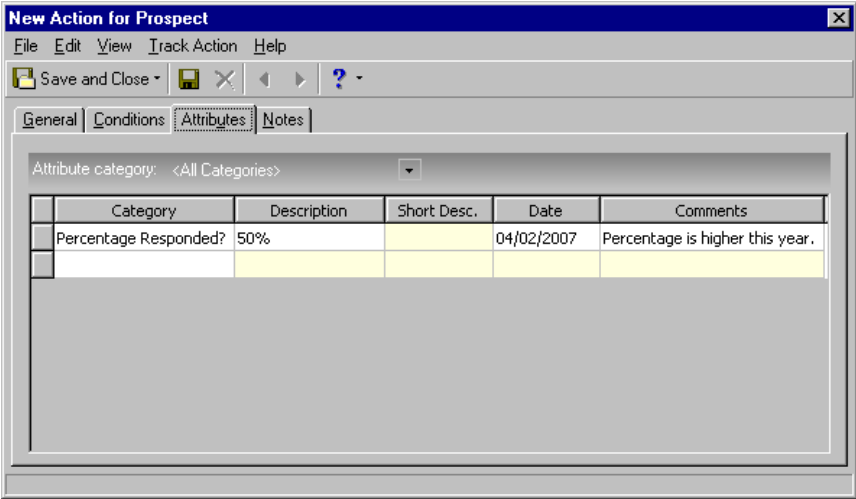 New Action for Prospect
File Edit View Track Action Help
Save and Close ?
General Conditions Attributes Notes
Attribute category: <All Categories>
Category Description Short Desc. Date Comments
Percentage Responded? 50% 04/02/2007 Percentage is higher this year.